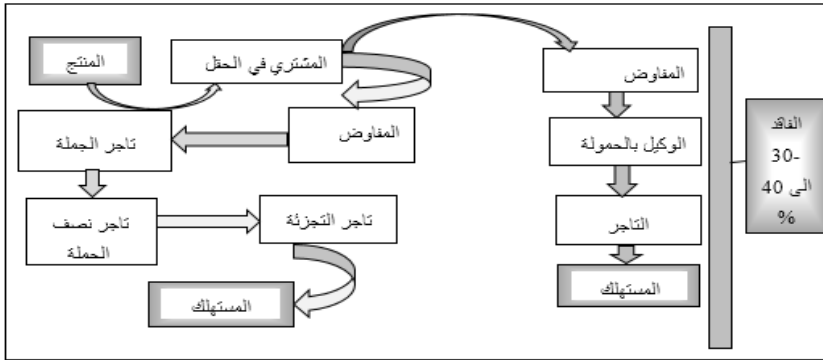 المنتج
المشتري في الحقل
المفاوض
تاجر الجملة
تاجر نصف
الحملة
تاجر التجزئة
المستهلك
المفاوض
الوكيل بالحمولة
التاجر
المستهلك
الفاقد
30-
الى 40
%